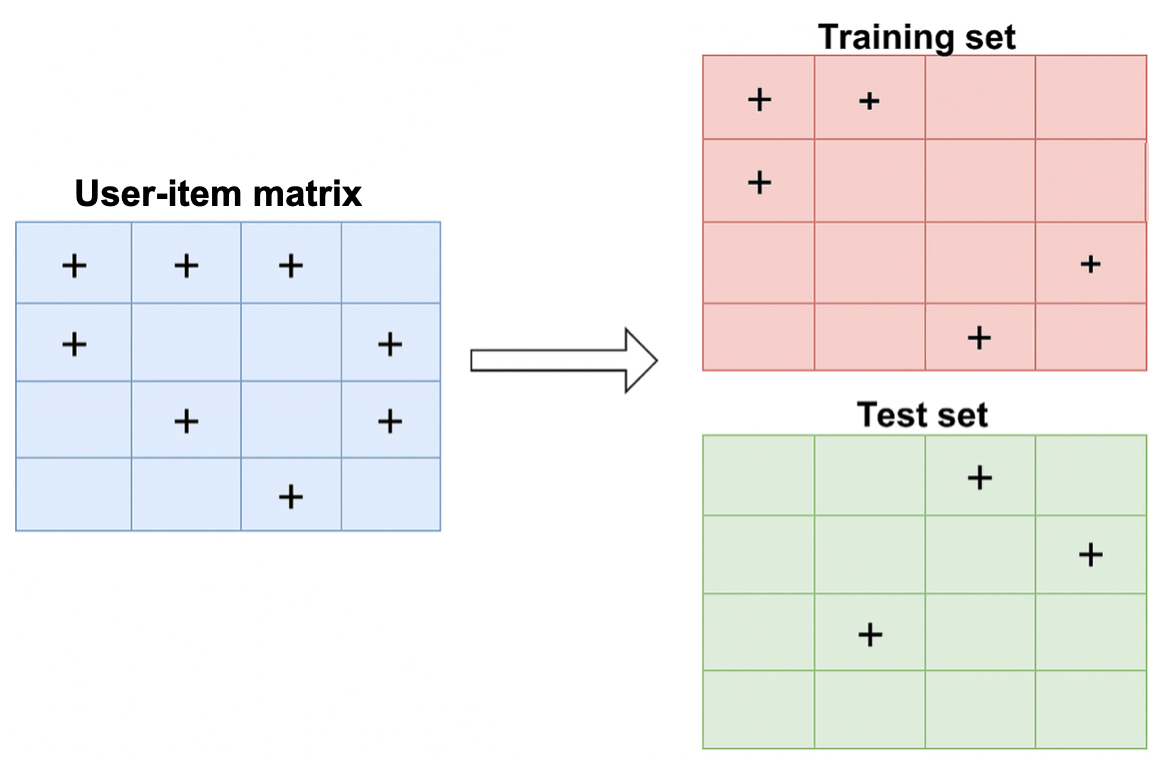 User-item matrix
+ + +
+ +
+ +
+
Training set
+ +
+
+
+
Test set
+
+
+